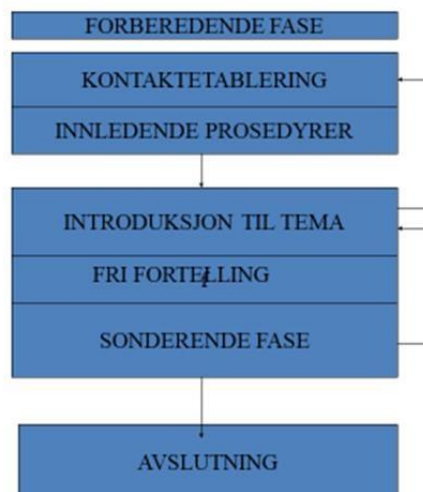 FORBEREDENDE FASE
KONTAKTETABLERING
INNLEDENDE PROSEDYRER
INTRODUKSJON TIL TEMA
FRI FORTELLING
SONDERENDE FASE
AVSLUTNING